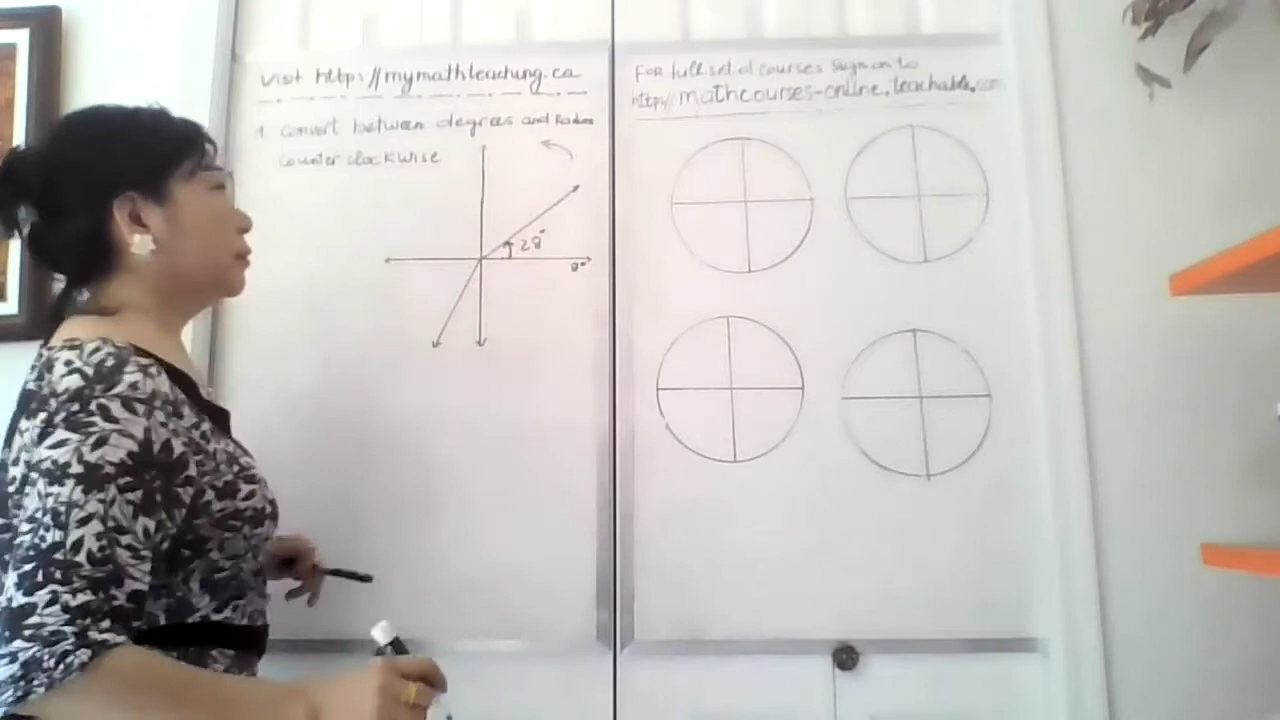 Visit http://mymathteaching.ca
1 convert between degrees and Radian
counter clockwise
28°
0°
FOR full set of courses sign on to
http://mathcourses-online.teachable.com